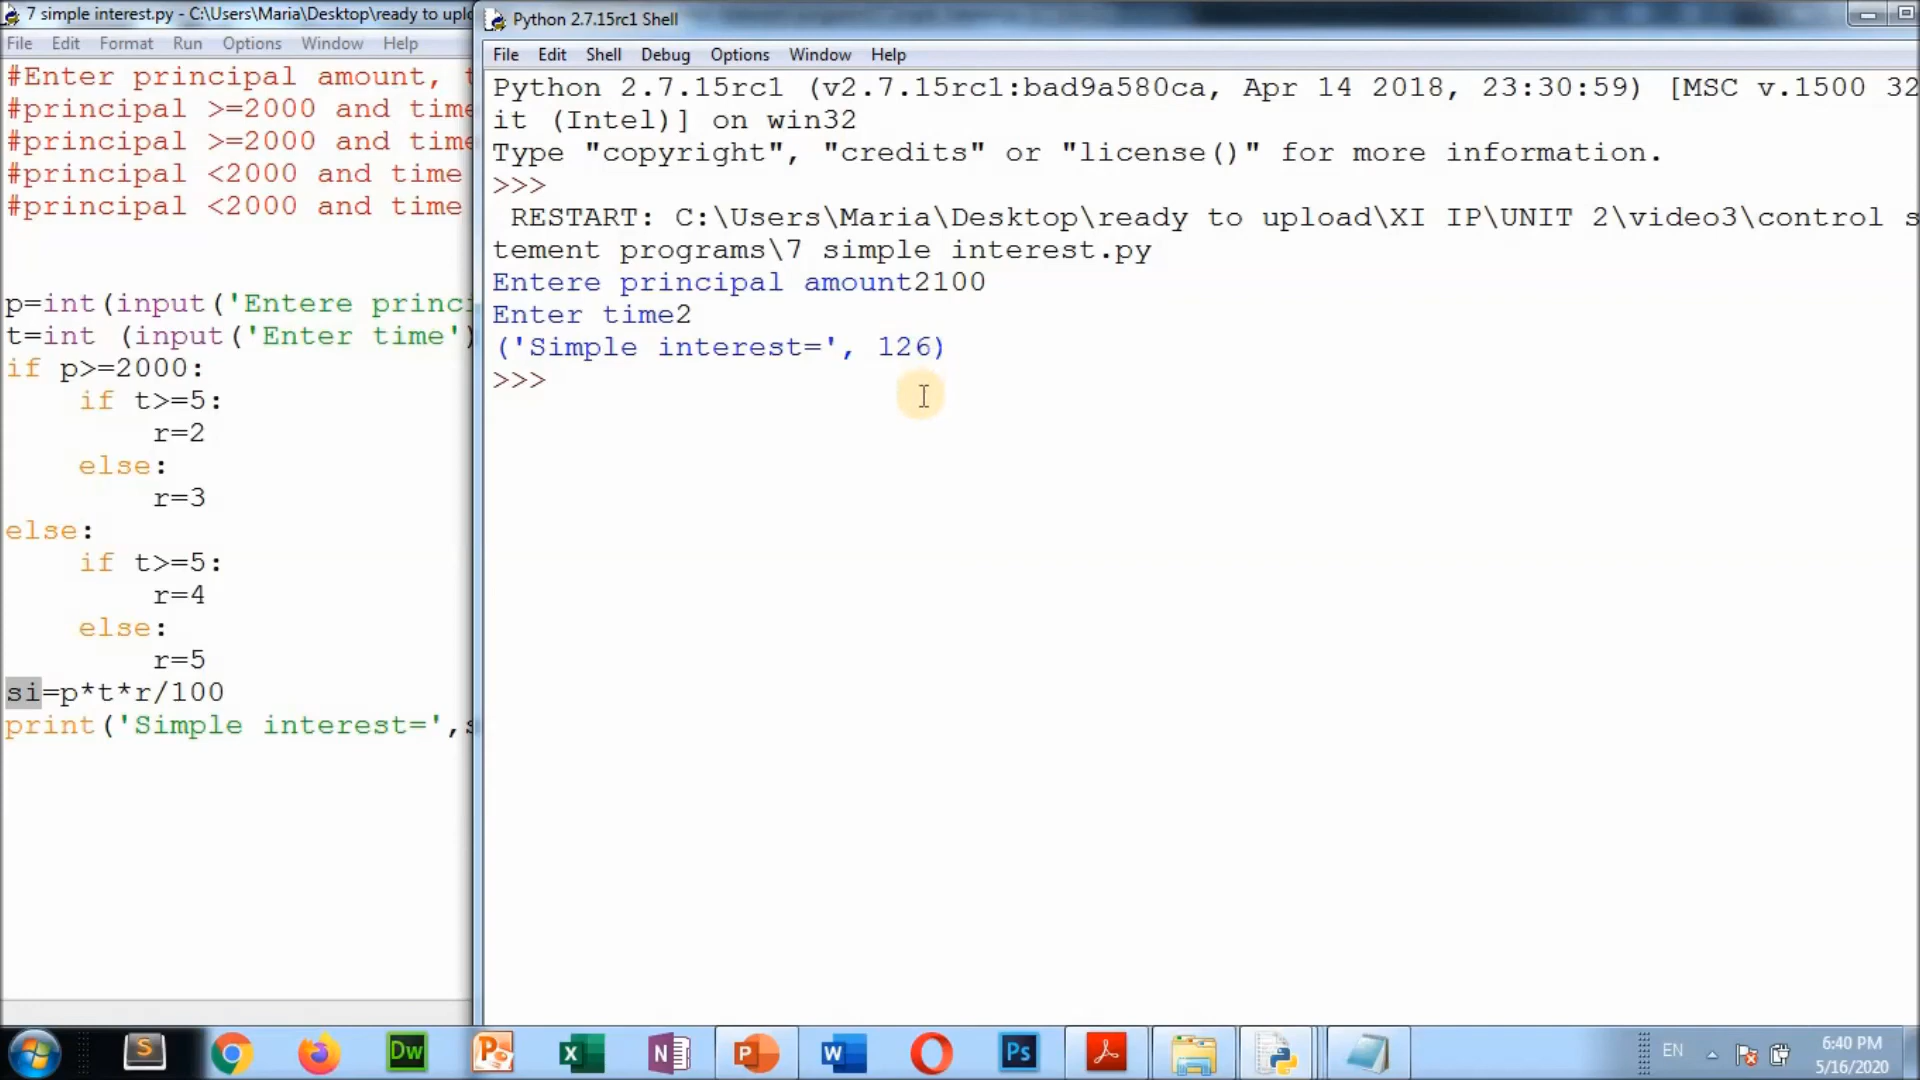 7 simple interest.py - C:\Users\Maria\Desktop\ready to uplo
File Edit Format Run Options Window Help
#Enter principal amount, t
#principal >=2000 and time
#principal >=2000 and time
#principal <2000 and time
#principal <2000 and time
p=int(input('Entere princi
t=int (input('Enter time')
if p>=2000:
if t>=5:
r=2
else:
r=3
else:
if t>=5:
r=4
else:
r=5
si=p*t*r/100
print('Simple interest=',s
Python 2.7.15rc1 Shell
File Edit Shell Debug Options Window Help
Python 2.7.15rc1 (v2.7.15rc1:bad9a580ca, Apr 14 2018, 23:30:59) [MSC v.1500 32
it (Intel)] on win32
Type "copyright", "credits" or "license()" for more information.
>>>
RESTART: C:\Users\Maria\Desktop\ready to upload\XI IP\UNIT 2\video3\control s
tement programs\7 simple interest.py
Entere principal amount2100
Enter time2
('Simple interest=', 126)
>>>
S Dw P X N P W Ps EN 6:40 PM
5/16/2020